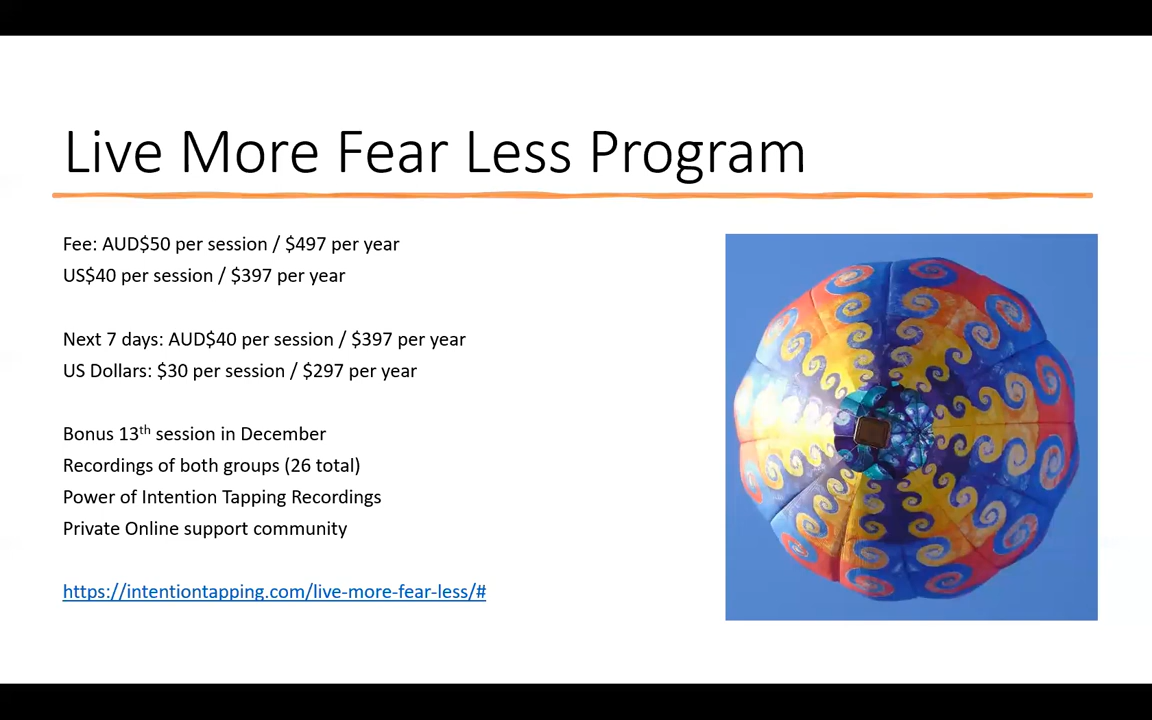 Live More Fear Less Program
Fee: AUD$50 per session / $497 per year
US$40 per session / $397 per year
Next 7 days: AUD$40 per session / $397 per year
US Dollars: $30 per session / $297 per year
Bonus 13th session in December
Recordings of both groups (26 total)
Power of Intention Tapping Recordings
Private Online support community
https://intentiontapping.com/live-more-fear-less/#